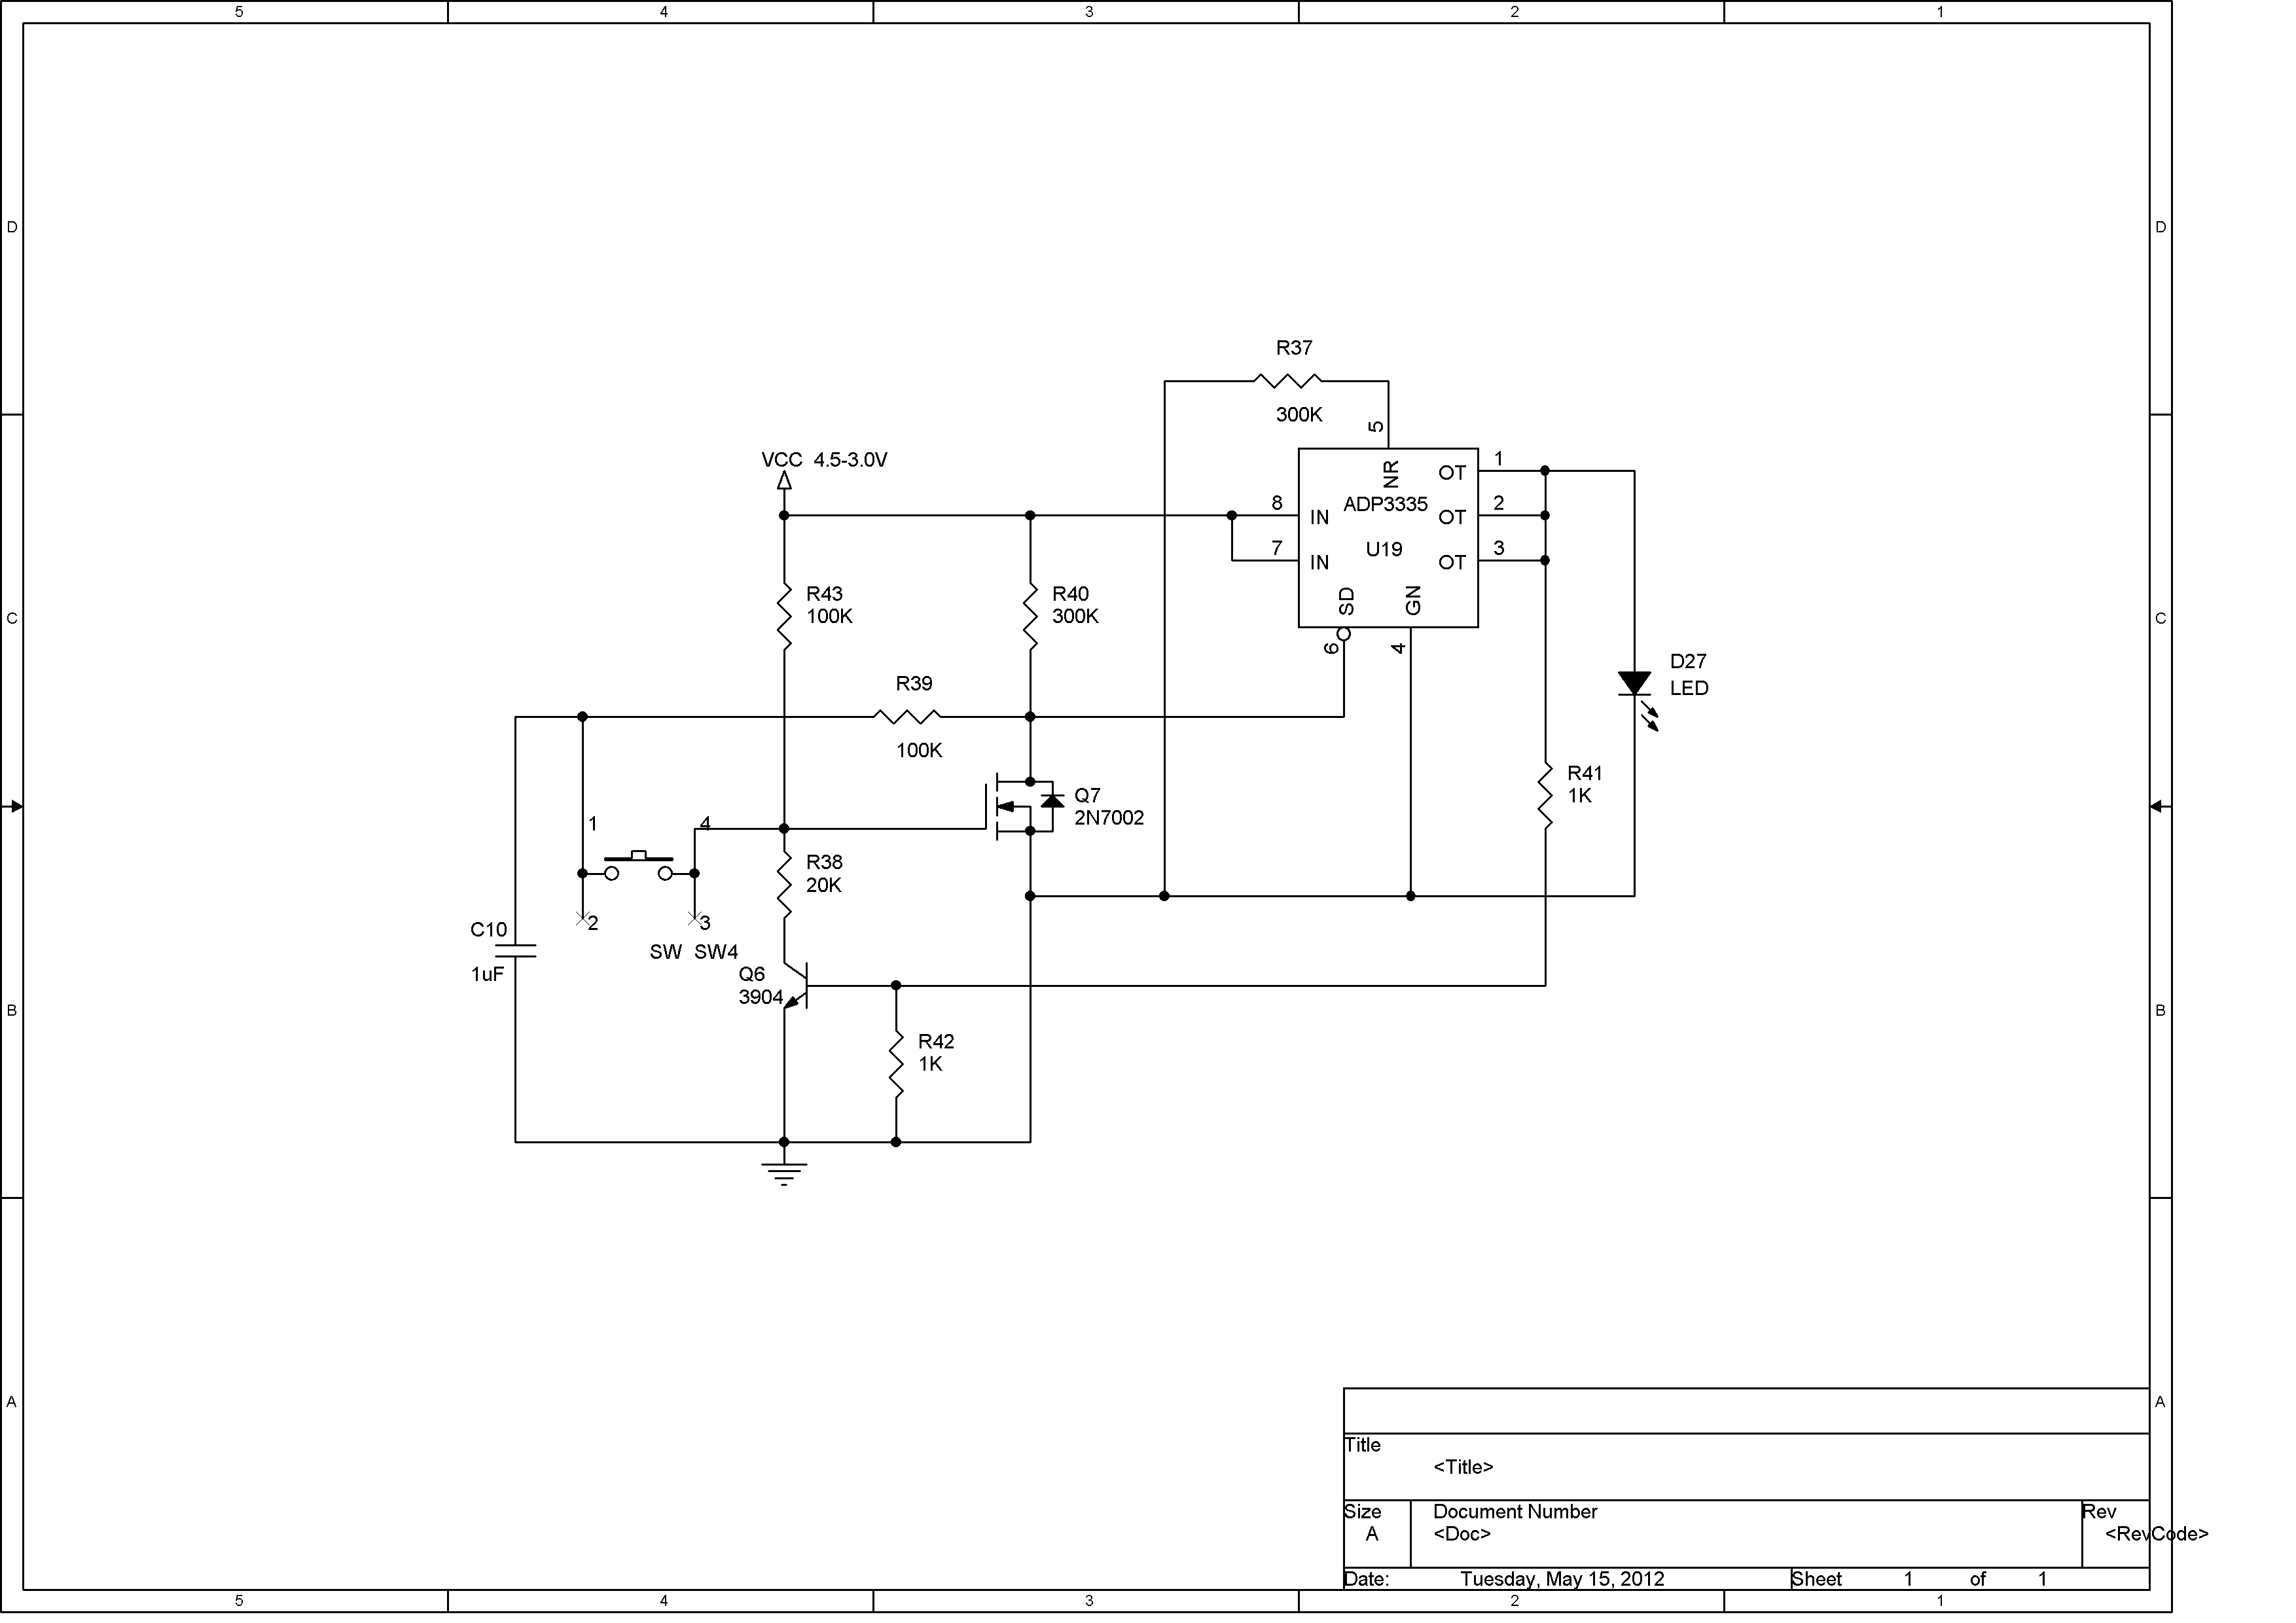 5 4 3 2 1
D D
R37
300K
5
VCC 4.5-3.0V
NR
OT 1
8 IN
ADP3335
OT 2
7 IN
U19
OT 3
SD
GN
6
4
R43
100K
R40
300K
C C
D27
LED
R39
100K
R41
1K
Q7
2N7002
1
4
R38
20K
2
3
C10
1uF
SW SW4
Q6
3904
B B
R42
1K
A A
Title
<Title>
Size
A
Document Number
<Doc>
Rev
<RevCode>
Date: Tuesday, May 15, 2012 Sheet 1 of 1
5 4 3 2 1